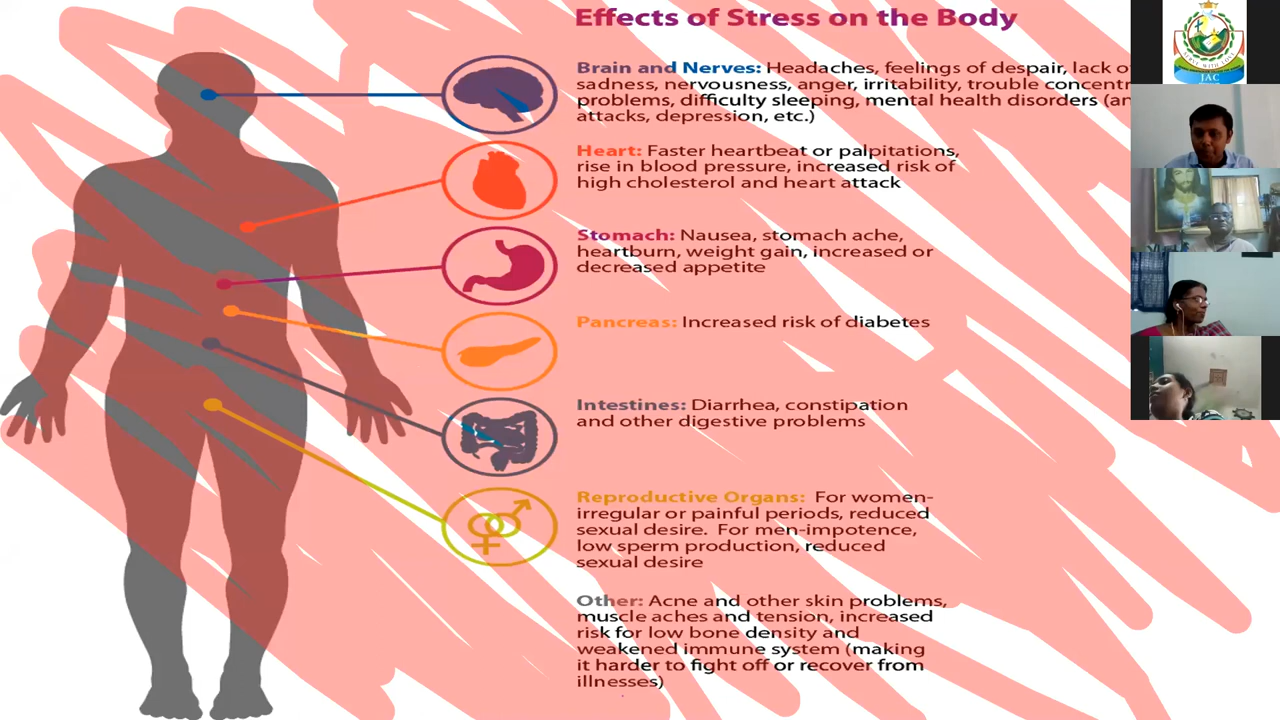 Effects of Stress on the Body
Brain and Nerves: Headaches, feelings of despair, lack o
sadness, nervousness, anger, irritability, trouble concentr
problems, difficulty sleeping, mental health disorders (an
attacks, depression, etc.)
Heart: Faster heartbeat or palpitations,
rise in blood pressure, increased risk of
high cholesterol and heart attack
Stomach: Nausea, stomach ache,
heartburn, weight gain, increased or
decreased appetite
Pancreas: Increased risk of diabetes
Intestines: Diarrhea, constipation
and other digestive problems
Reproductive Organs: For women-
irregular or painful periods, reduced
sexual desire. For men-impotence,
low sperm production, reduced
sexual desire
Other: Acne and other skin problems,
muscle aches and tension, increased
risk for low bone density and
weakened immune system (making
it harder to fight off or recover from
illnesses)
SERVE WITH LOVE
JAC